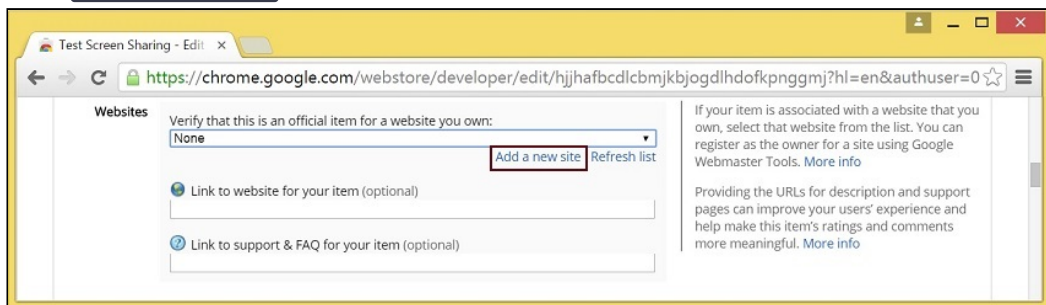 Test Screen Sharing - Edit
https://chrome.google.com/webstore/developer/edit/hjjhafbcdlcbmjkbjogdlhdofkpnggmj?hl=en&authuser=0
Websites
Verify that this is an official item for a website you own:
None
Add a new site Refresh list
Link to website for your item (optional)
Link to support & FAQ for your item (optional)
If your item is associated with a website that you
own, select that website from the list. You can
register as the owner for a site using Google
Webmaster Tools. More info
Providing the URLs for description and support
pages can improve your users' experience and
help make this item's ratings and comments
more meaningful. More info